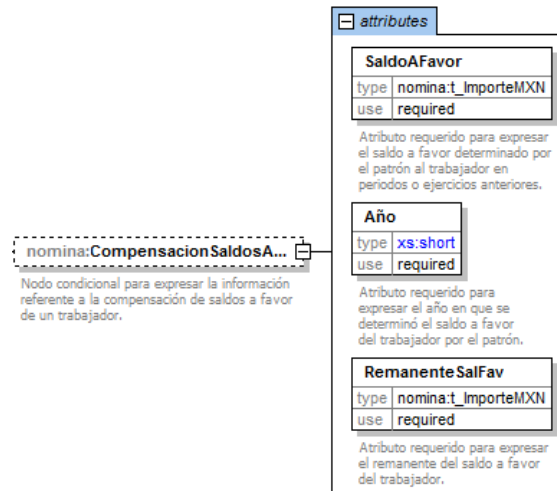 attributes
SaldoAFavor
type nomina:t_ImporteMXN
use required
Atributo requerido para expresar
el saldo a favor determinado por
el patrón al trabajador en
periodos o ejercicios anteriores.
Año
type xs:short
use required
Atributo requerido para
expresar el año en que se
determinó el saldo a favor
del trabajador por el patrón.
RemanenteSalFav
type nomina:t_ImporteMXN
use required
Atributo requerido para expresar
el remanente del saldo a favor
del trabajador.
nomina:CompensacionSaldosA...
Nodo condicional para expresar la información
referente a la compensación de saldos a favor
de un trabajador.